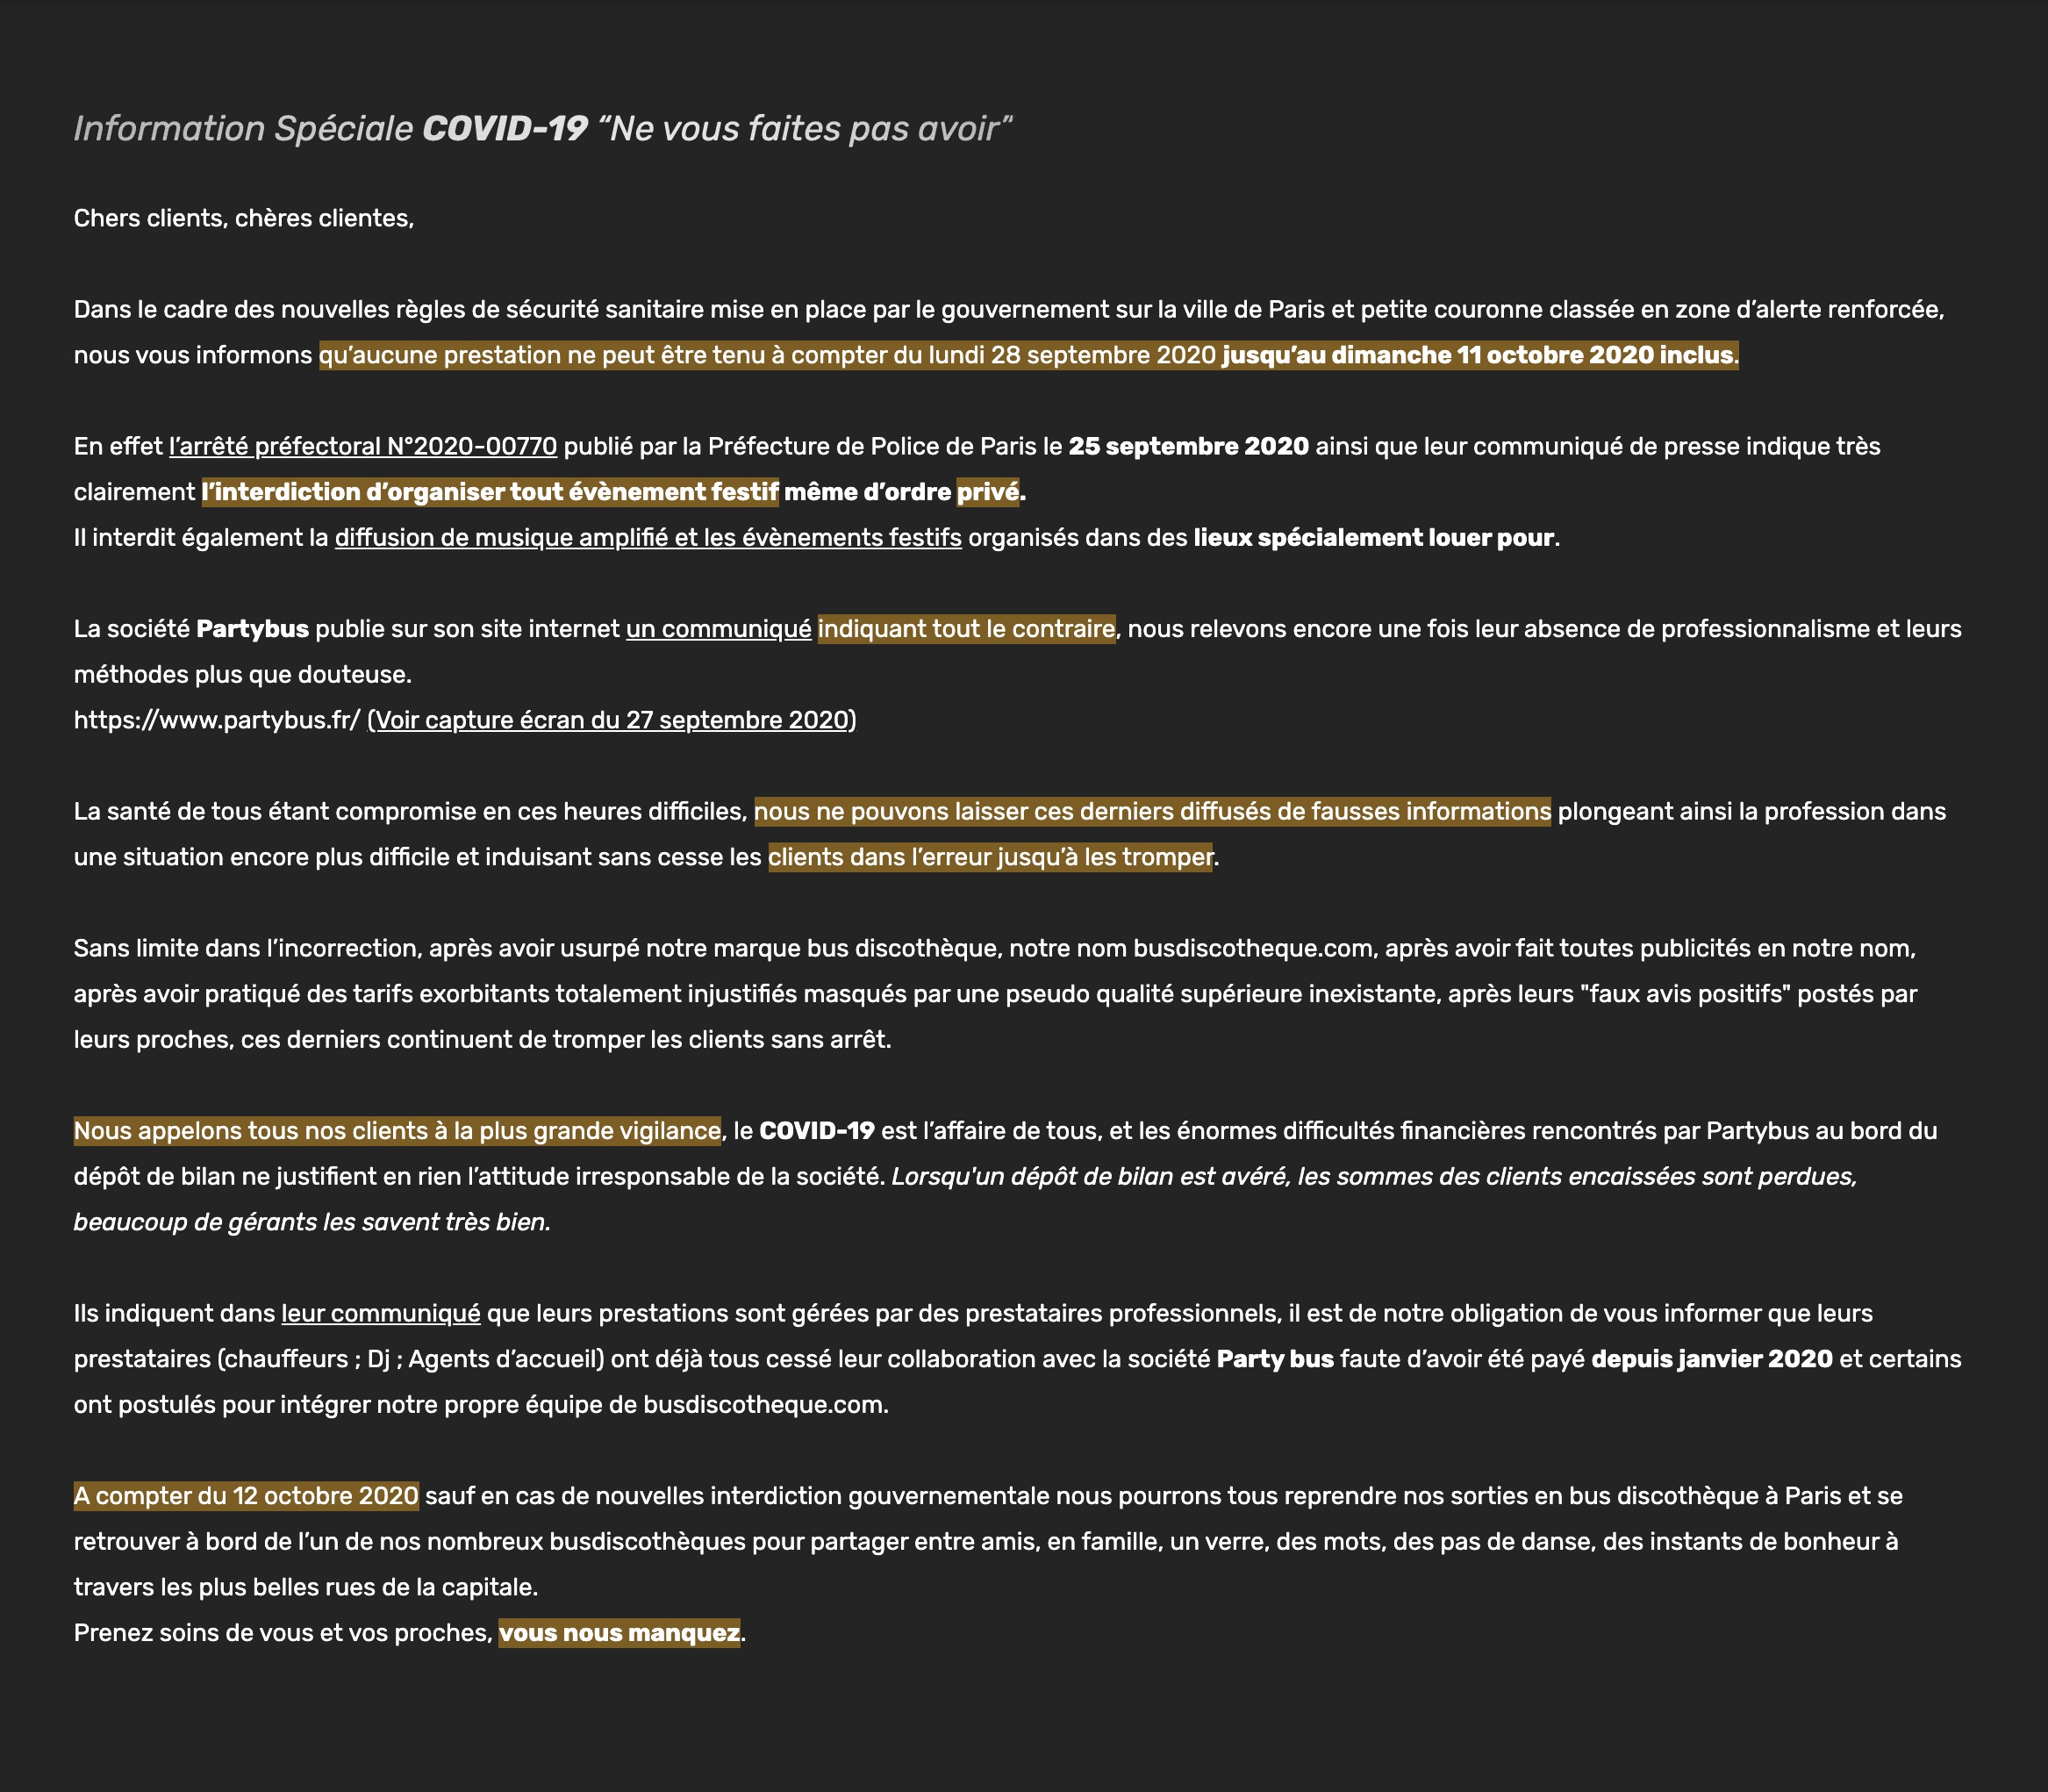 Information Spéciale COVID-19 “Ne vous faites pas avoir”
Chers clients, chères clientes,
Dans le cadre des nouvelles règles de sécurité sanitaire mise en place par le gouvernement sur la ville de Paris et petite couronne classée en zone d’alerte renforcée,
nous vous informons qu’aucune prestation ne peut être tenu à compter du lundi 28 septembre 2020 jusqu’au dimanche 11 octobre 2020 inclus.
En effet l’arrêté préfectoral N°2020-00770 publié par la Préfecture de Police de Paris le 25 septembre 2020 ainsi que leur communiqué de presse indique très
clairement l’interdiction d’organiser tout évènement festif même d’ordre privé.
Il interdit également la diffusion de musique amplifié et les évènements festifs organisés dans des lieux spécialement louer pour.
La société Partybus publie sur son site internet un communiqué indiquant tout le contraire, nous relevons encore une fois leur absence de professionnalisme et leurs
méthodes plus que douteuse.
https://www.partybus.fr/ (Voir capture écran du 27 septembre 2020)
La santé de tous étant compromise en ces heures difficiles, nous ne pouvons laisser ces derniers diffusés de fausses informations plongeant ainsi la profession dans
une situation encore plus difficile et induisant sans cesse les clients dans l’erreur jusqu’à les tromper.
Sans limite dans l’incorrection, après avoir usurpé notre marque bus discothèque, notre nom busdiscotheque.com, après avoir fait toutes publicités en notre nom,
après avoir pratiqué des tarifs exorbitants totalement injustifiés masqués par une pseudo qualité supérieure inexistante, après leurs "faux avis positifs" postés par
leurs proches, ces derniers continuent de tromper les clients sans arrêt.
Nous appelons tous nos clients à la plus grande vigilance, le COVID-19 est l’affaire de tous, et les énormes difficultés financières rencontrés par Partybus au bord du
dépôt de bilan ne justifient en rien l’attitude irresponsable de la société. Lorsqu'un dépôt de bilan est avéré, les sommes des clients encaissées sont perdues,
beaucoup de gérants les savent très bien.
Ils indiquent dans leur communiqué que leurs prestations sont gérées par des prestataires professionnels, il est de notre obligation de vous informer que leurs
prestataires (chauffeurs ; Dj ; Agents d’accueil) ont déjà tous cessé leur collaboration avec la société Party bus faute d’avoir été payé depuis janvier 2020 et certains
ont postulés pour intégrer notre propre équipe de busdiscotheque.com.
A compter du 12 octobre 2020 sauf en cas de nouvelles interdiction gouvernementale nous pourrons tous reprendre nos sorties en bus discothèque à Paris et se
retrouver à bord de l’un de nos nombreux busdiscothèques pour partager entre amis, en famille, un verre, des mots, des pas de danse, des instants de bonheur à
travers les plus belles rues de la capitale.
Prenez soins de vous et vos proches, vous nous manquez.